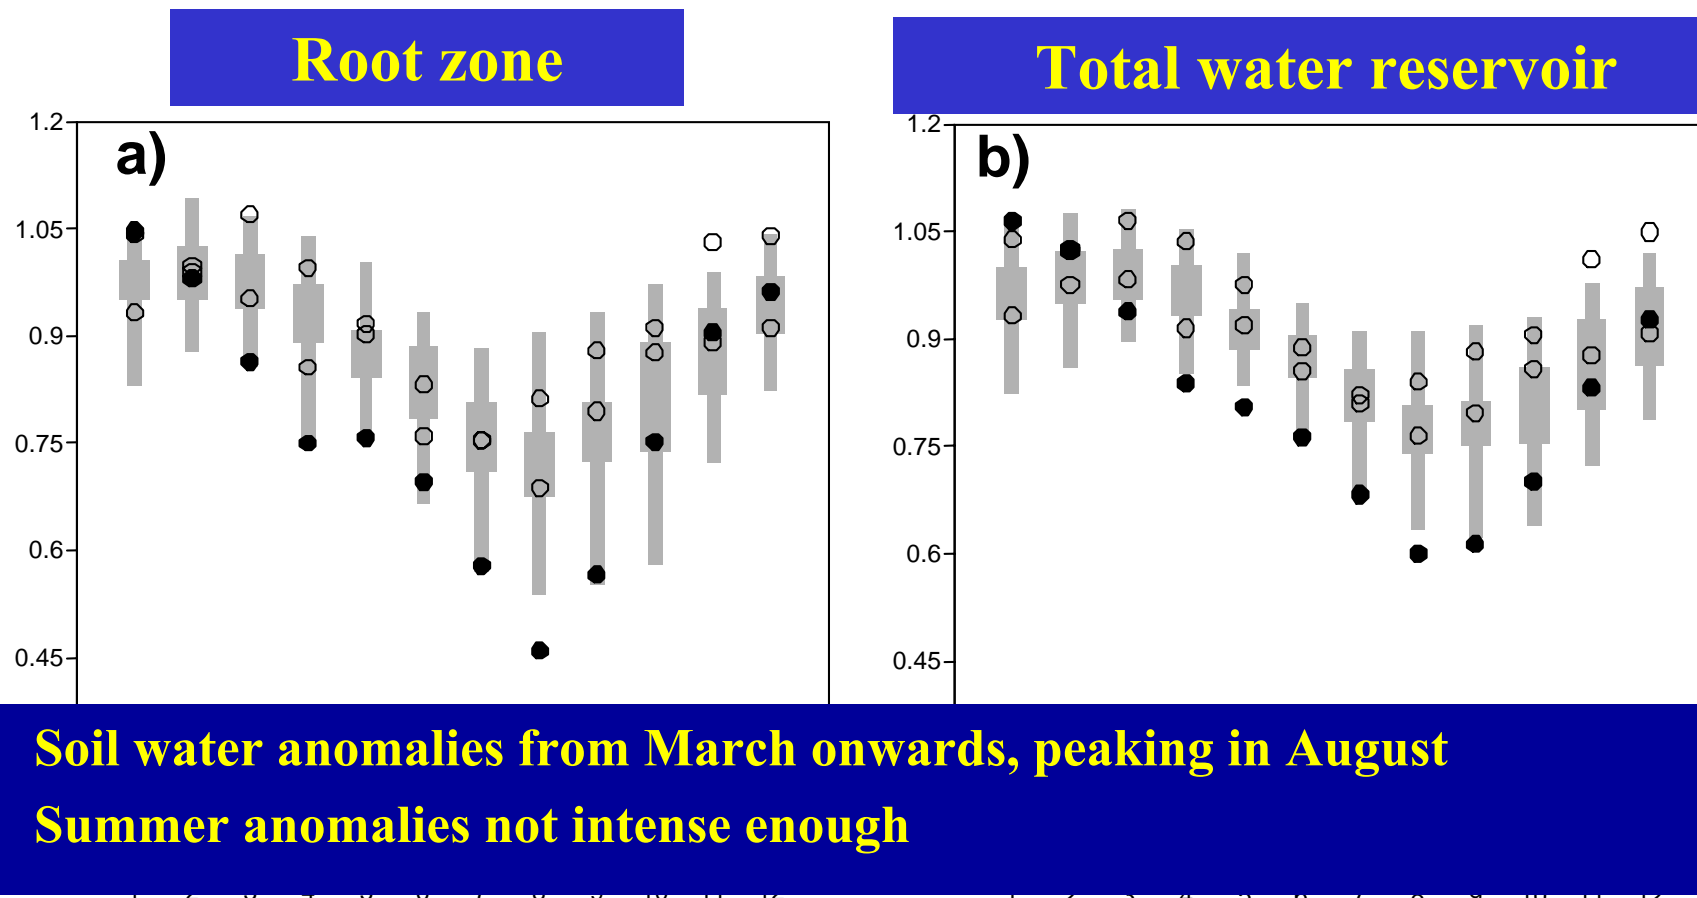 Root zone
Total water reservoir
1.2
a)
1.05
0.9
0.75
0.6
0.45
1.2
b)
1.05
0.9
0.75
0.6
0.45
Soil water anomalies from March onwards, peaking in August
Summer anomalies not intense enough